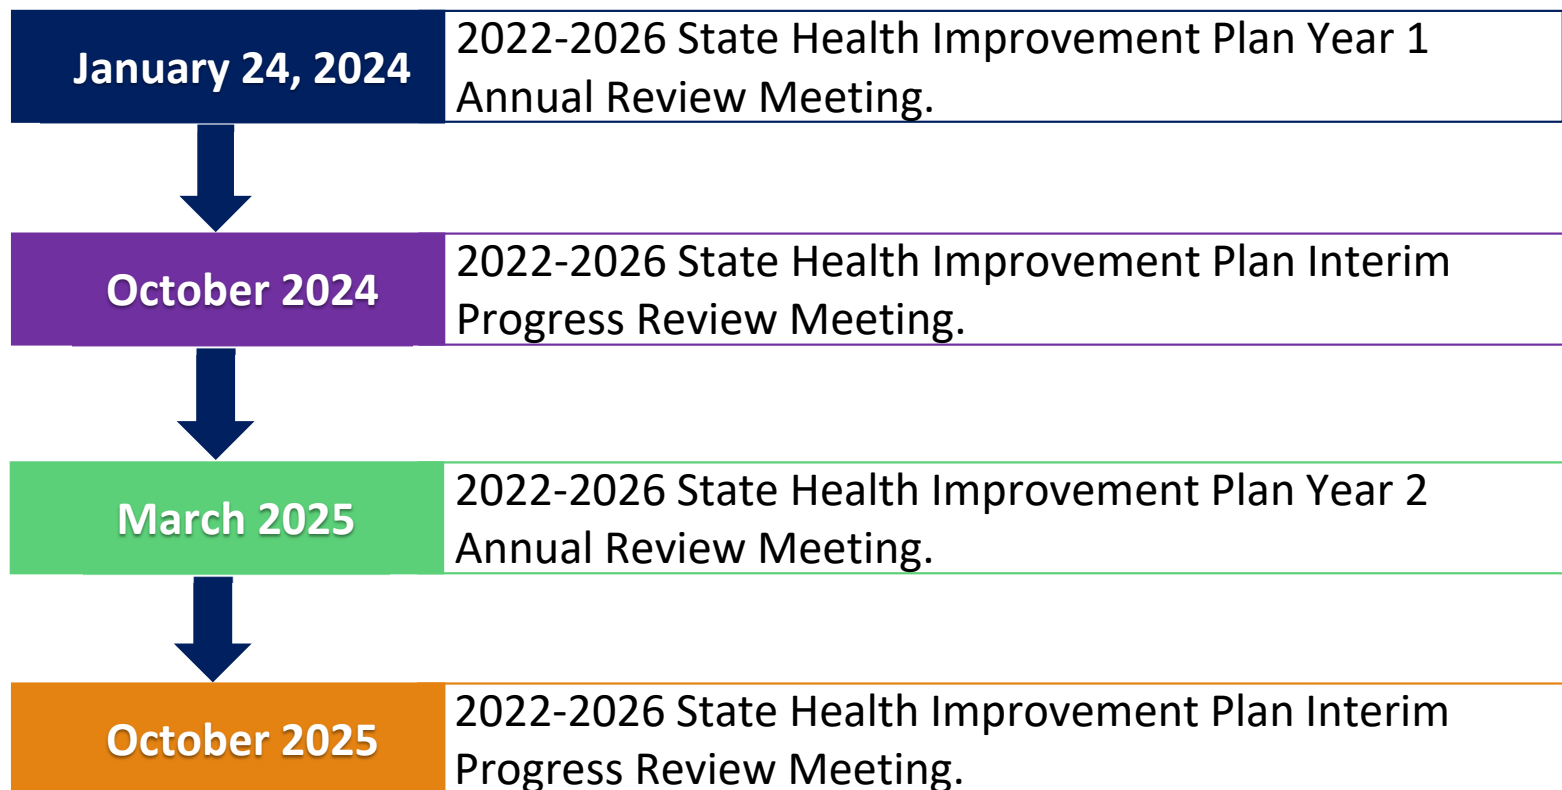 January 24, 2024
2022-2026 State Health Improvement Plan Year 1
Annual Review Meeting.
October 2024
2022-2026 State Health Improvement Plan Interim
Progress Review Meeting.
March 2025
2022-2026 State Health Improvement Plan Year 2
Annual Review Meeting.
October 2025
2022-2026 State Health Improvement Plan Interim
Progress Review Meeting.